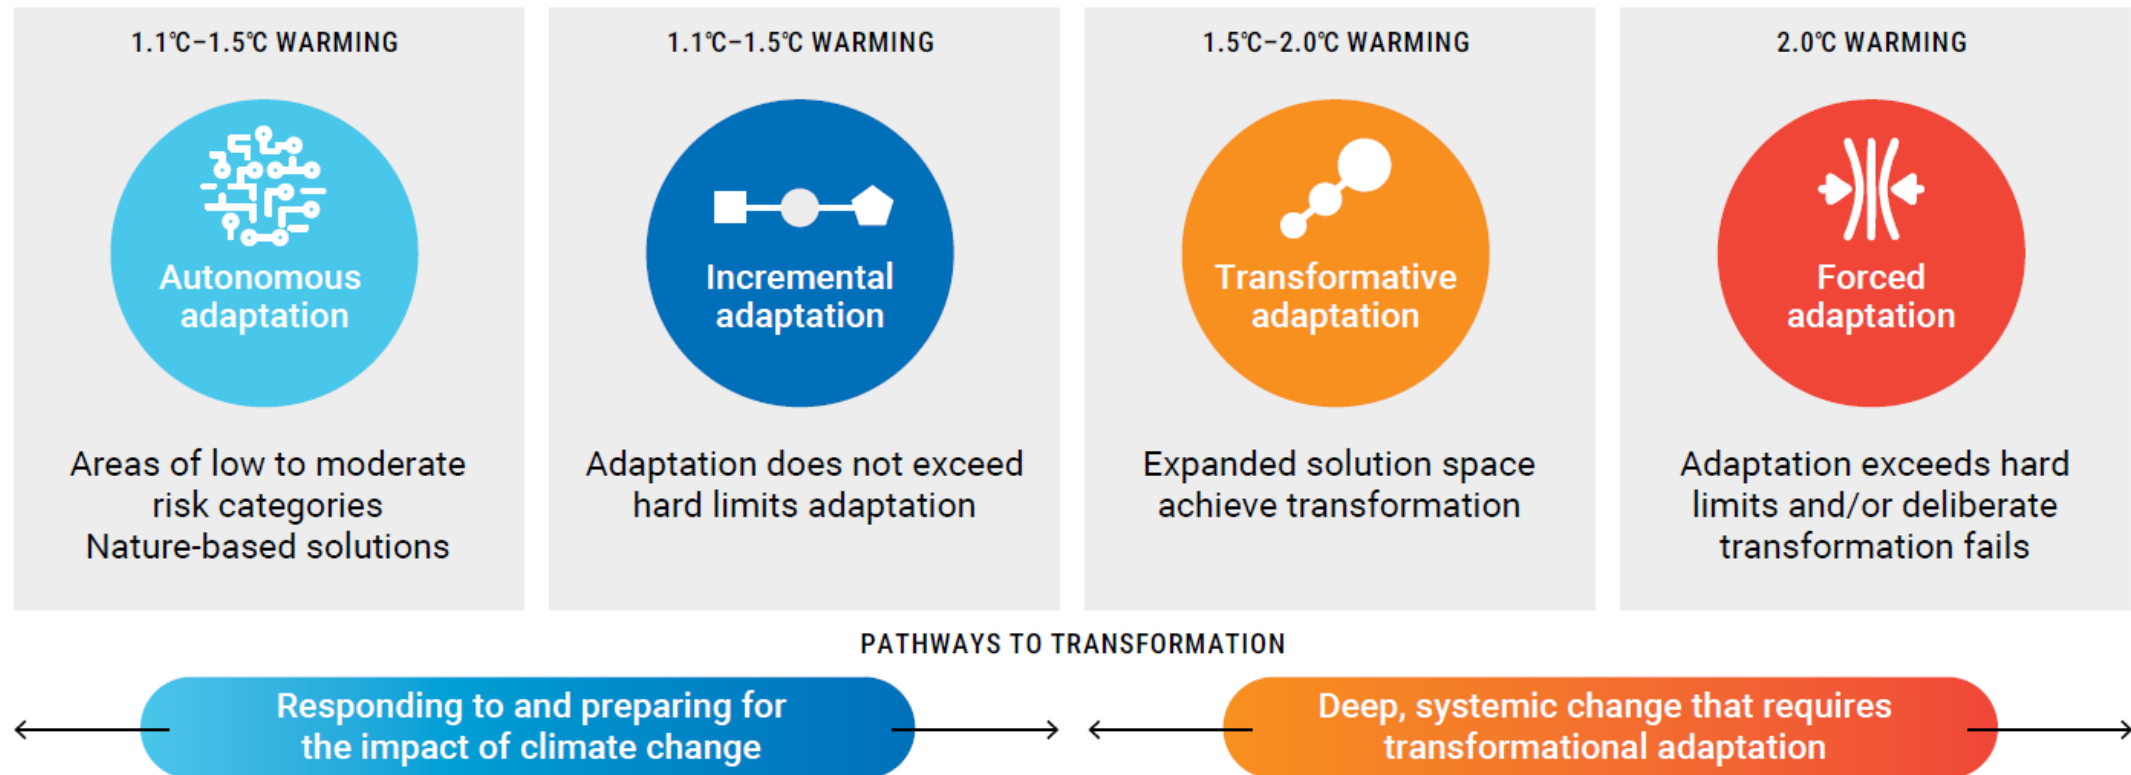 1.1℃–1.5℃ WARMING
Autonomous
adaptation
Areas of low to moderate
risk categories
Nature-based solutions
1.1℃–1.5℃ WARMING
Incremental
adaptation
Adaptation does not exceed
hard limits adaptation
1.5℃–2.0℃ WARMING
Transformative
adaptation
Expanded solution space
achieve transformation
2.0℃ WARMING
Forced
adaptation
Adaptation exceeds hard
limits and/or deliberate
transformation fails
PATHWAYS TO TRANSFORMATION
Responding to and preparing for
the impact of climate change
Deep, systemic change that requires
transformational adaptation